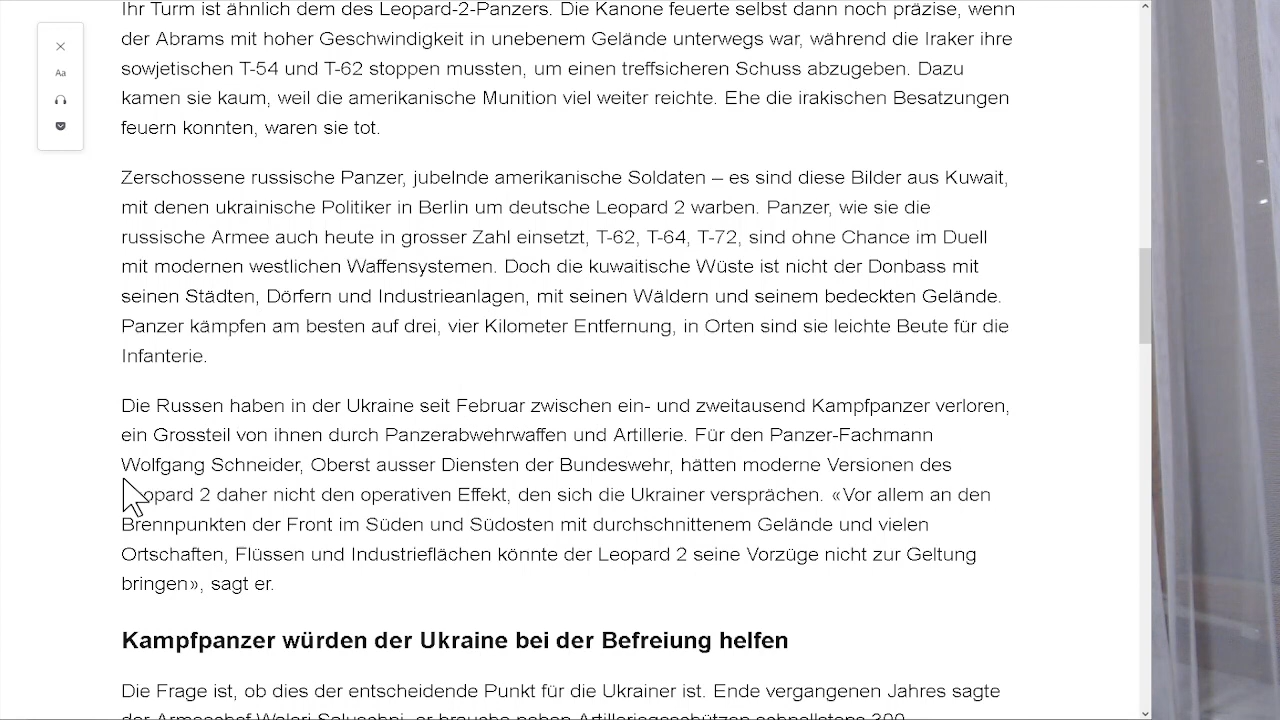 Ihr Turm ist ähnlich dem des Leopard-2-Panzers. Die Kanone feuerte selbst dann noch präzise, wenn
der Abrams mit hoher Geschwindigkeit in unebenem Gelände unterwegs war, während die Iraker ihre
sowjetischen T-54 und T-62 stoppen mussten, um einen treffsicheren Schuss abzugeben. Dazu
kamen sie kaum, weil die amerikanische Munition viel weiter reichte. Ehe die irakischen Besatzungen
feuern konnten, waren sie tot.
Aa
Zerschossene russische Panzer, jubelnde amerikanische Soldaten – es sind diese Bilder aus Kuwait,
mit denen ukrainische Politiker in Berlin um deutsche Leopard 2 warben. Panzer, wie sie die
russische Armee auch heute in grosser Zahl einsetzt, T-62, T-64, T-72, sind ohne Chance im Duell
mit modernen westlichen Waffensystemen. Doch die kuwaitische Wüste ist nicht der Donbass mit
seinen Städten, Dörfern und Industrieanlagen, mit seinen Wäldern und seinem bedeckten Gelände.
Panzer kämpfen am besten auf drei, vier Kilometer Entfernung, in Orten sind sie leichte Beute für die
Infanterie.
Die Russen haben in der Ukraine seit Februar zwischen ein- und zweitausend Kampfpanzer verloren,
ein Grossteil von ihnen durch Panzerabwehrwaffen und Artillerie. Für den Panzer-Fachmann
Wolfgang Schneider, Oberst ausser Diensten der Bundeswehr, hätten moderne Versionen des
opard 2 daher nicht den operativen Effekt, den sich die Ukrainer versprächen. «Vor allem an den
Brennpunkten der Front im Süden und Südosten mit durchschnittenem Gelände und vielen
Ortschaften, Flüssen und Industrieflächen könnte der Leopard 2 seine Vorzüge nicht zur Geltung
bringen», sagt er.
Kampfpanzer würden der Ukraine bei der Befreiung helfen
Die Frage ist, ob dies der entscheidende Punkt für die Ukrainer ist. Ende vergangenen Jahres sagte
der Armeechef Waleri Saluschni, er brauche neben Artilleriegeschützen schnellstens 300